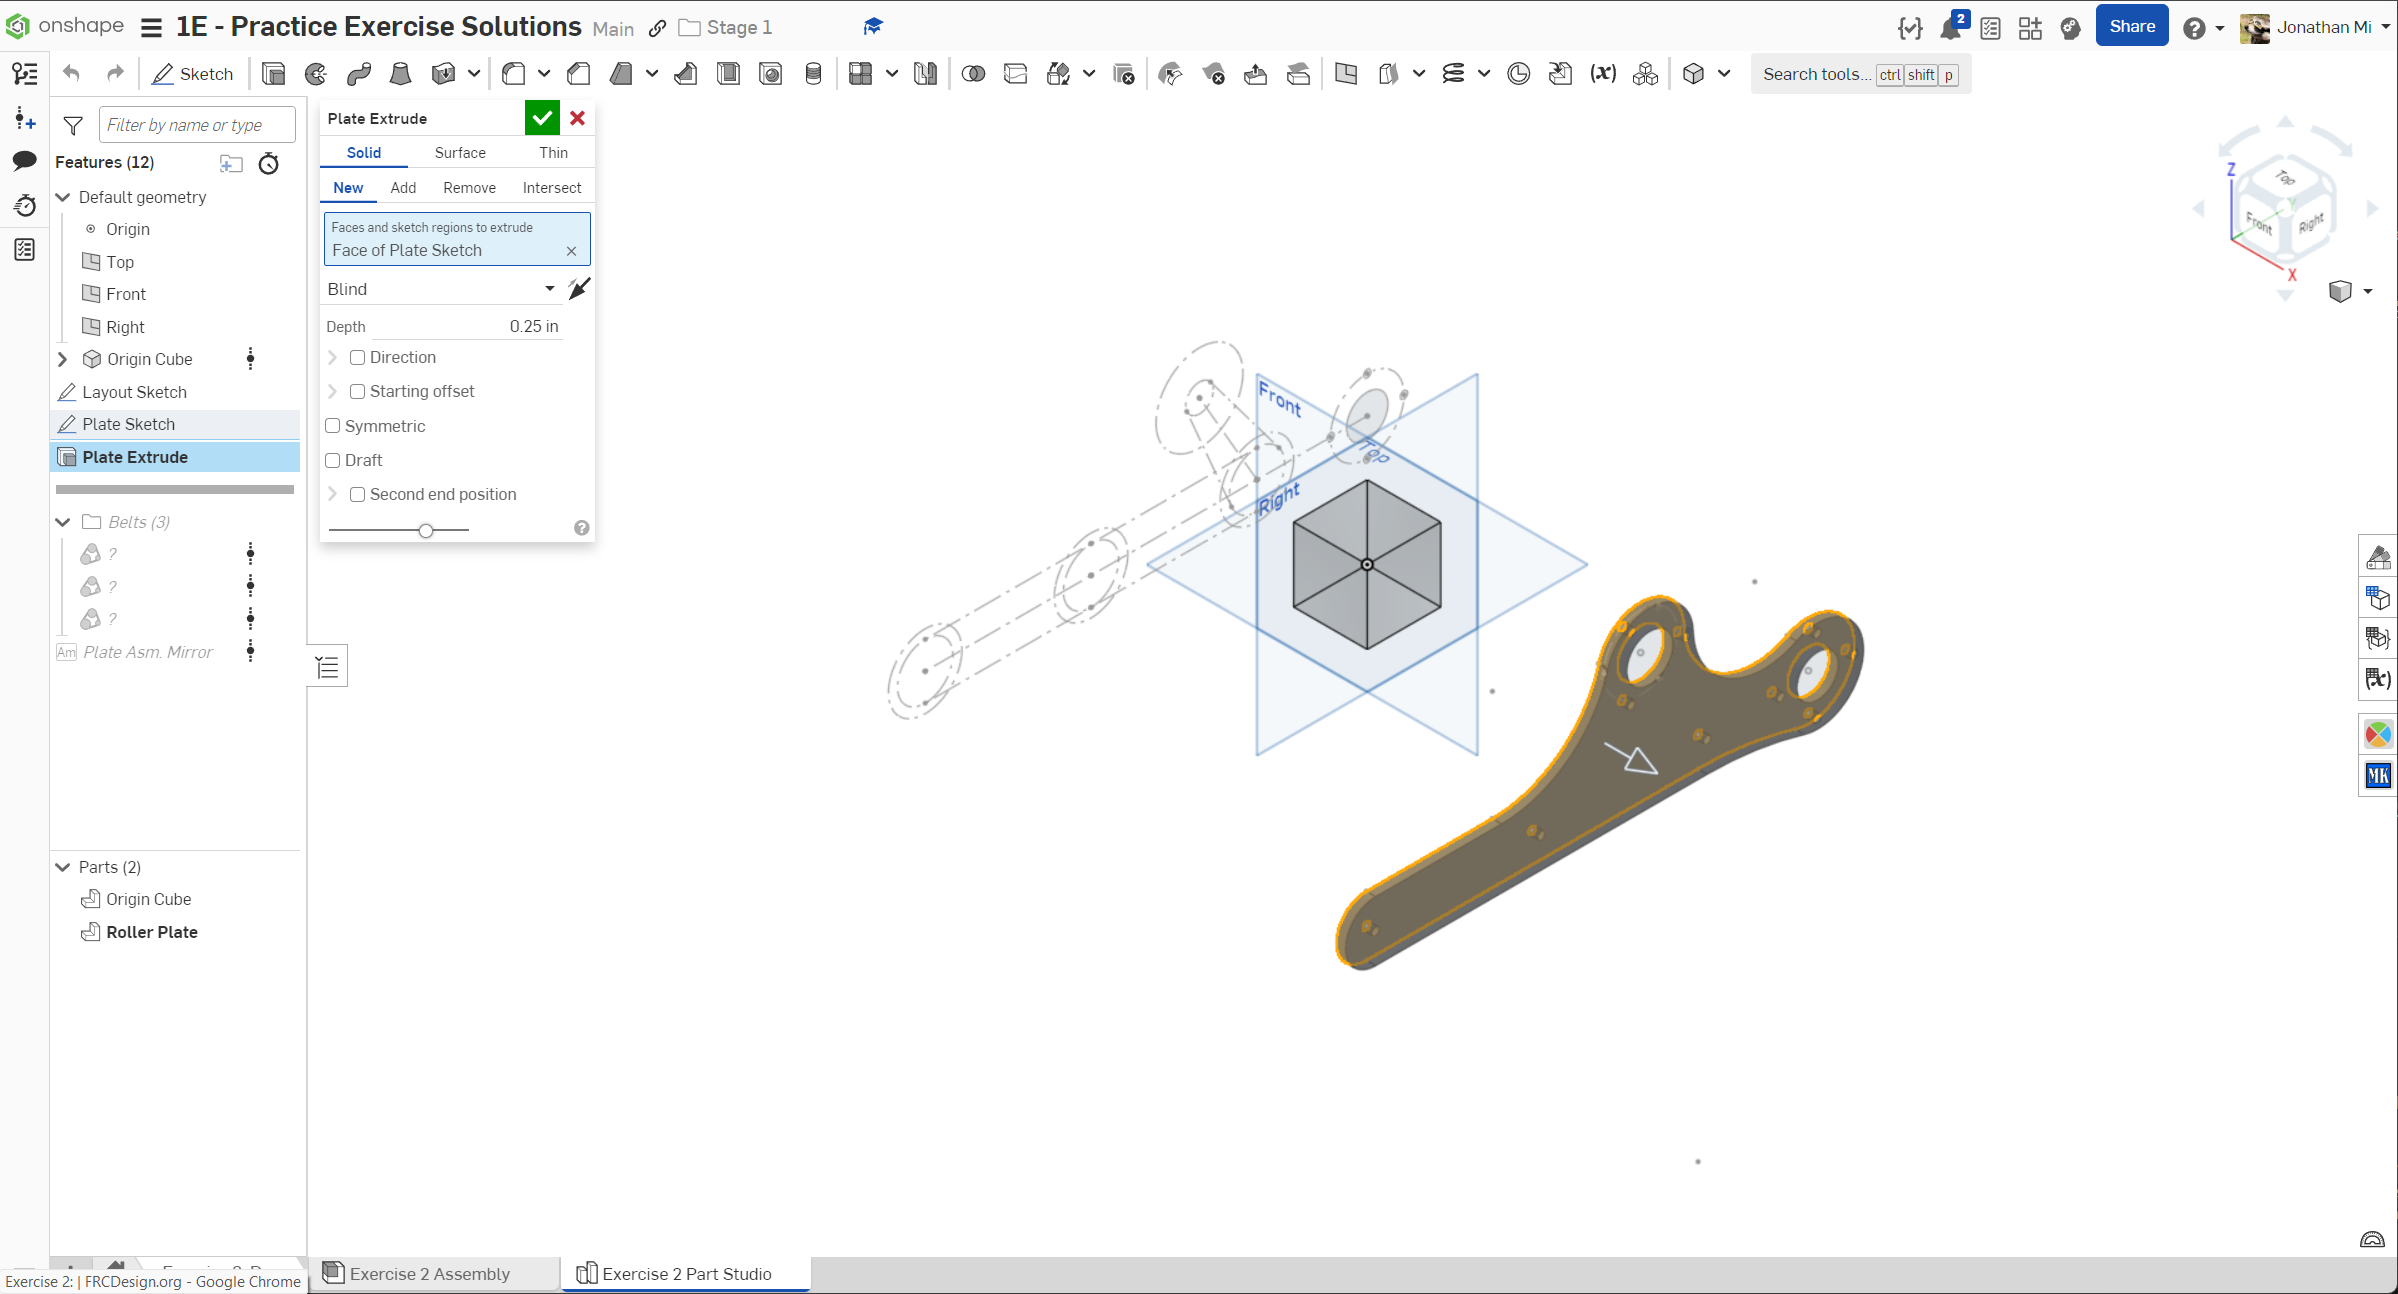 onshape
1E - Practice Exercise Solutions Main Stage 1
2
Share
Jonathan Mi
Sketch
(x)
Search tools... ctrl shift p
Filter by name or type
Features (12)
Default geometry
Origin
Top
Front
Right
Origin Cube
Layout Sketch
Plate Sketch
Plate Extrude
Belts (3)
?
?
?
Am Plate Asm. Mirror
Parts (2)
Origin Cube
Roller Plate
Plate Extrude
Solid Surface Thin
New Add Remove Intersect
Faces and sketch regions to extrude
Face of Plate Sketch
Blind
Depth 0.25 in
Direction
Starting offset
Symmetric
Draft
Second end position
Front
Top
Right
Z
Top
Front
Right
Y
X
(x)
MK
Exercise 2: | FRCDesign.org - Google Chrome
Exercise 2 Assembly
Exercise 2 Part Studio